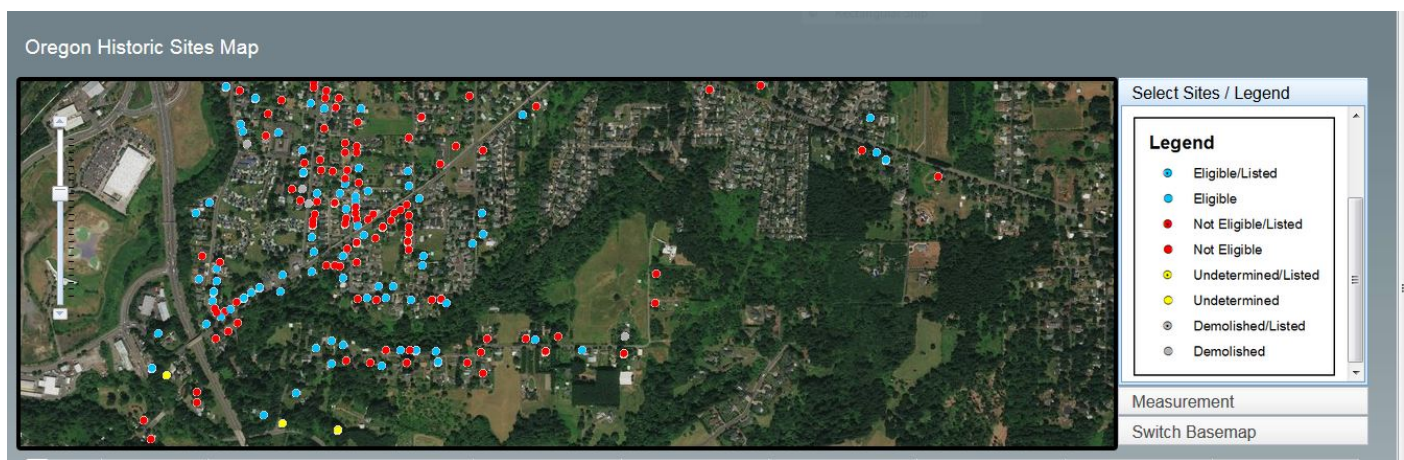 Oregon Historic Sites Map
Select Sites / Legend
Legend
Eligible/Listed
Eligible
Not Eligible/Listed
Not Eligible
Undetermined/Listed
Undetermined
Demolished/Listed
Demolished
Measurement
Switch Basemap